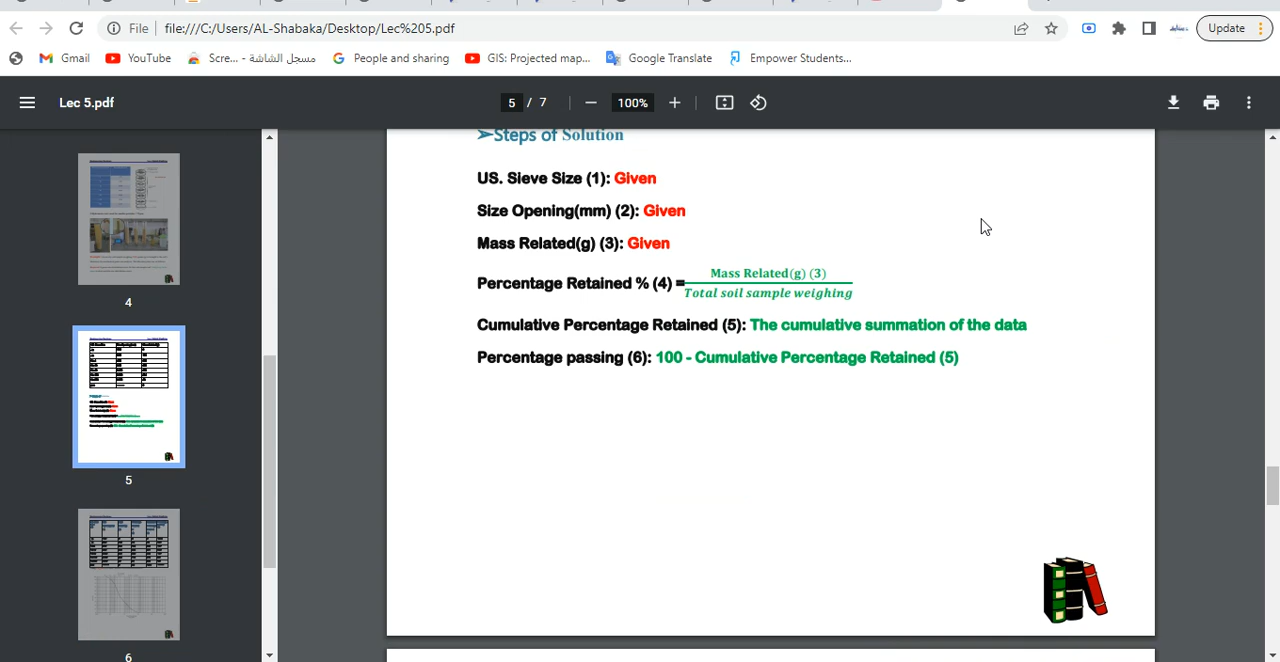 File file:///C:/Users/AL-Shabaka/Desktop/Lec%205.pdf Update
Gmail YouTube Scre... - مسجل الشاشة People and sharing GIS: Projected map... Google Translate Empower Students...
Lec 5.pdf 5 / 7 100%
➢Steps of Solution
US. Sieve Size (1): Given
Size Opening(mm) (2): Given
Mass Related(g) (3): Given
Percentage Retained % (4) = Mass Related(g) (3)
Total soil sample weighing
Cumulative Percentage Retained (5): The cumulative summation of the data
Percentage passing (6): 100 - Cumulative Percentage Retained (5)
4
5
6